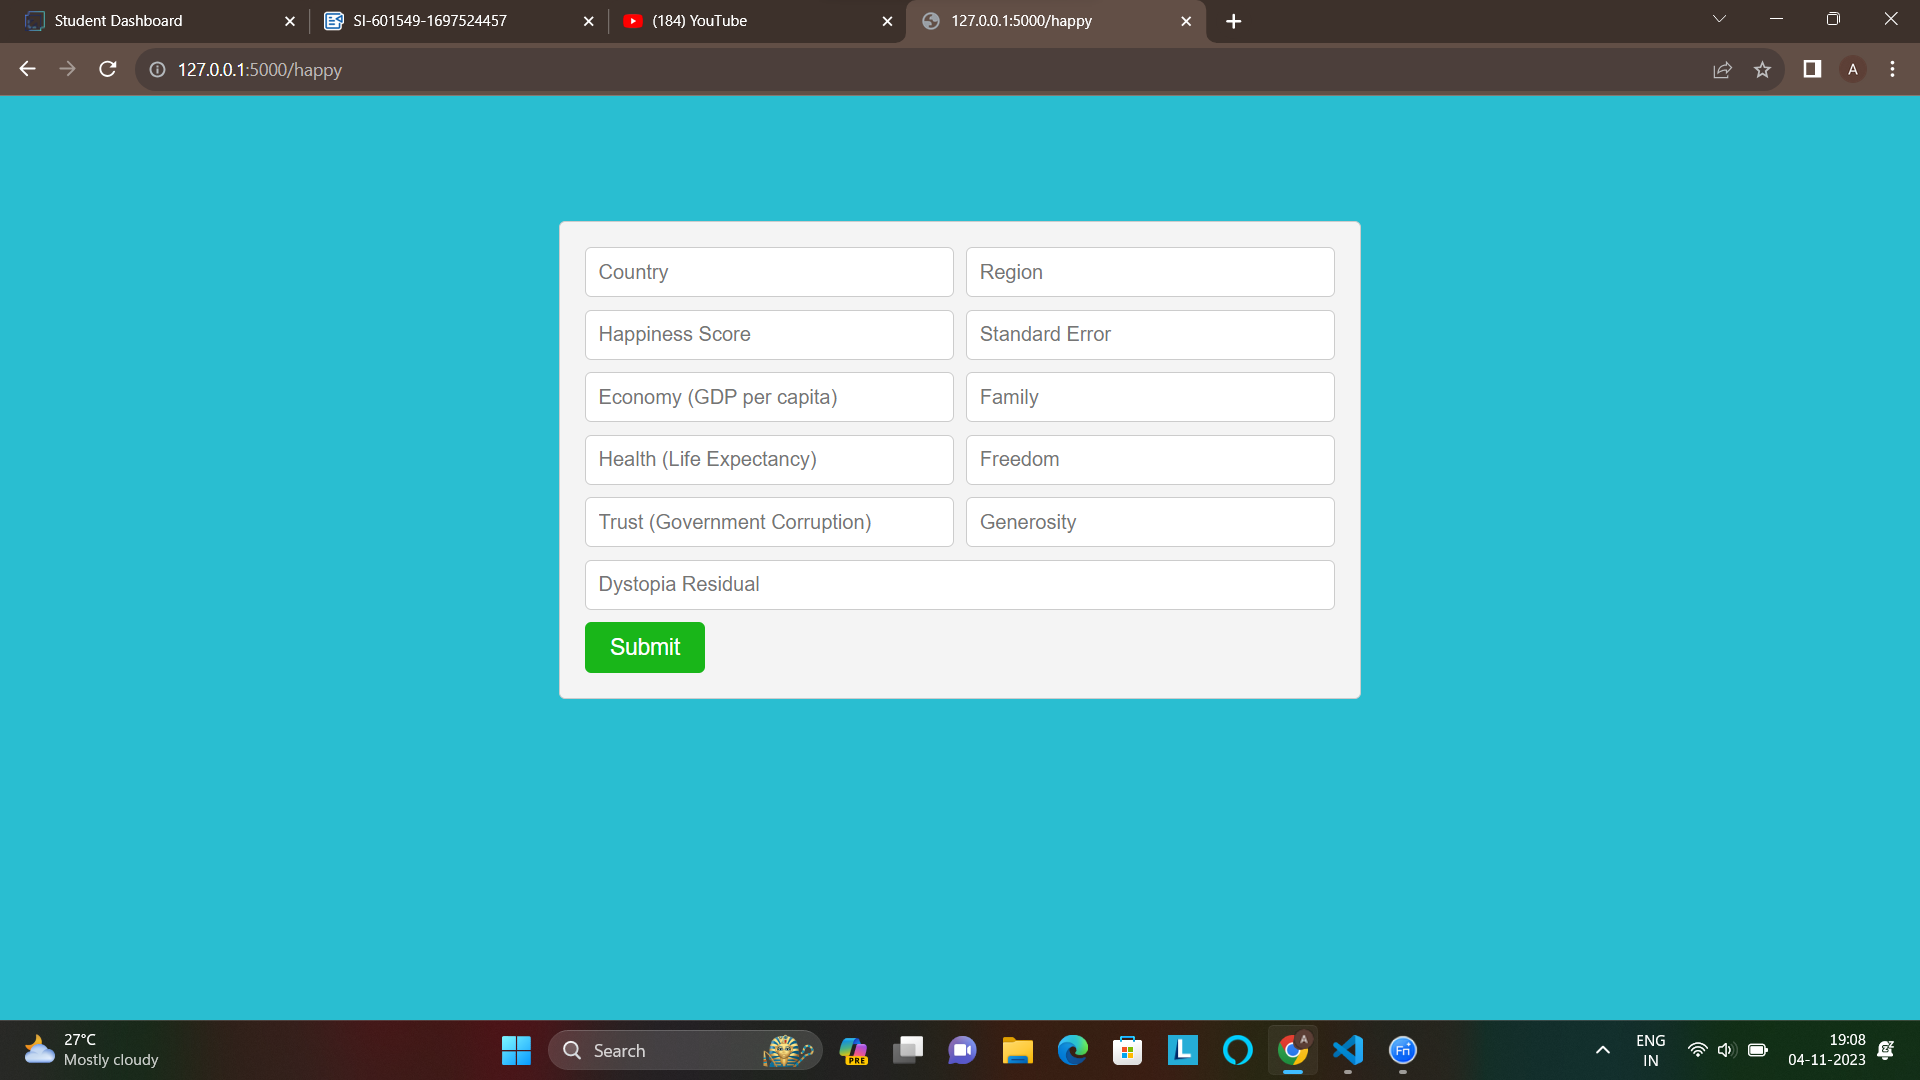 Student Dashboard
SI-601549-1697524457
(184) YouTube
127.0.0.1:5000/happy
127.0.0.1:5000/happy
A
Country
Region
Happiness Score
Standard Error
Economy (GDP per capita)
Family
Health (Life Expectancy)
Freedom
Trust (Government Corruption)
Generosity
Dystopia Residual
Submit
27°C
Mostly cloudy
Search
PRE
L
A
Fn
ENG
IN
19:08
04-11-2023